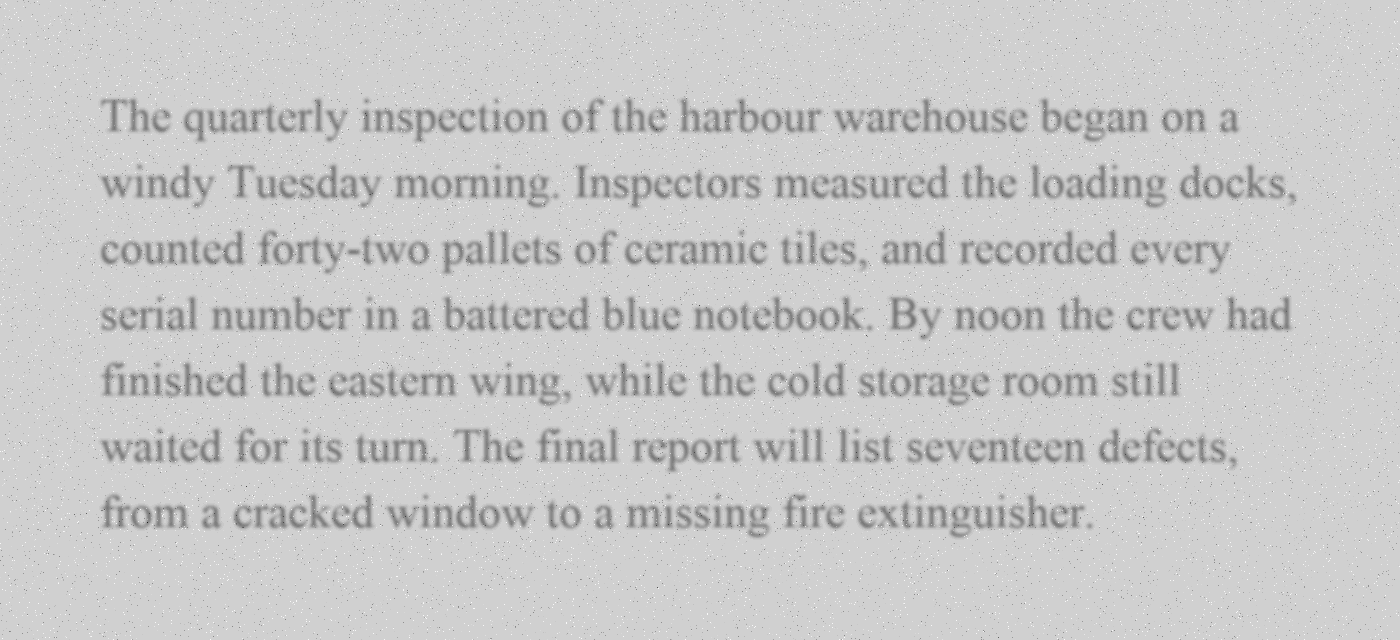 The quarterly inspection of the harbour warehouse began on a
windy Tuesday morning. Inspectors measured the loading docks,
counted forty-two pallets of ceramic tiles, and recorded every
serial number in a battered blue notebook. By noon the crew had
finished the eastern wing, while the cold storage room still
waited for its turn. The final report will list seventeen defects,
from a cracked window to a missing fire extinguisher.